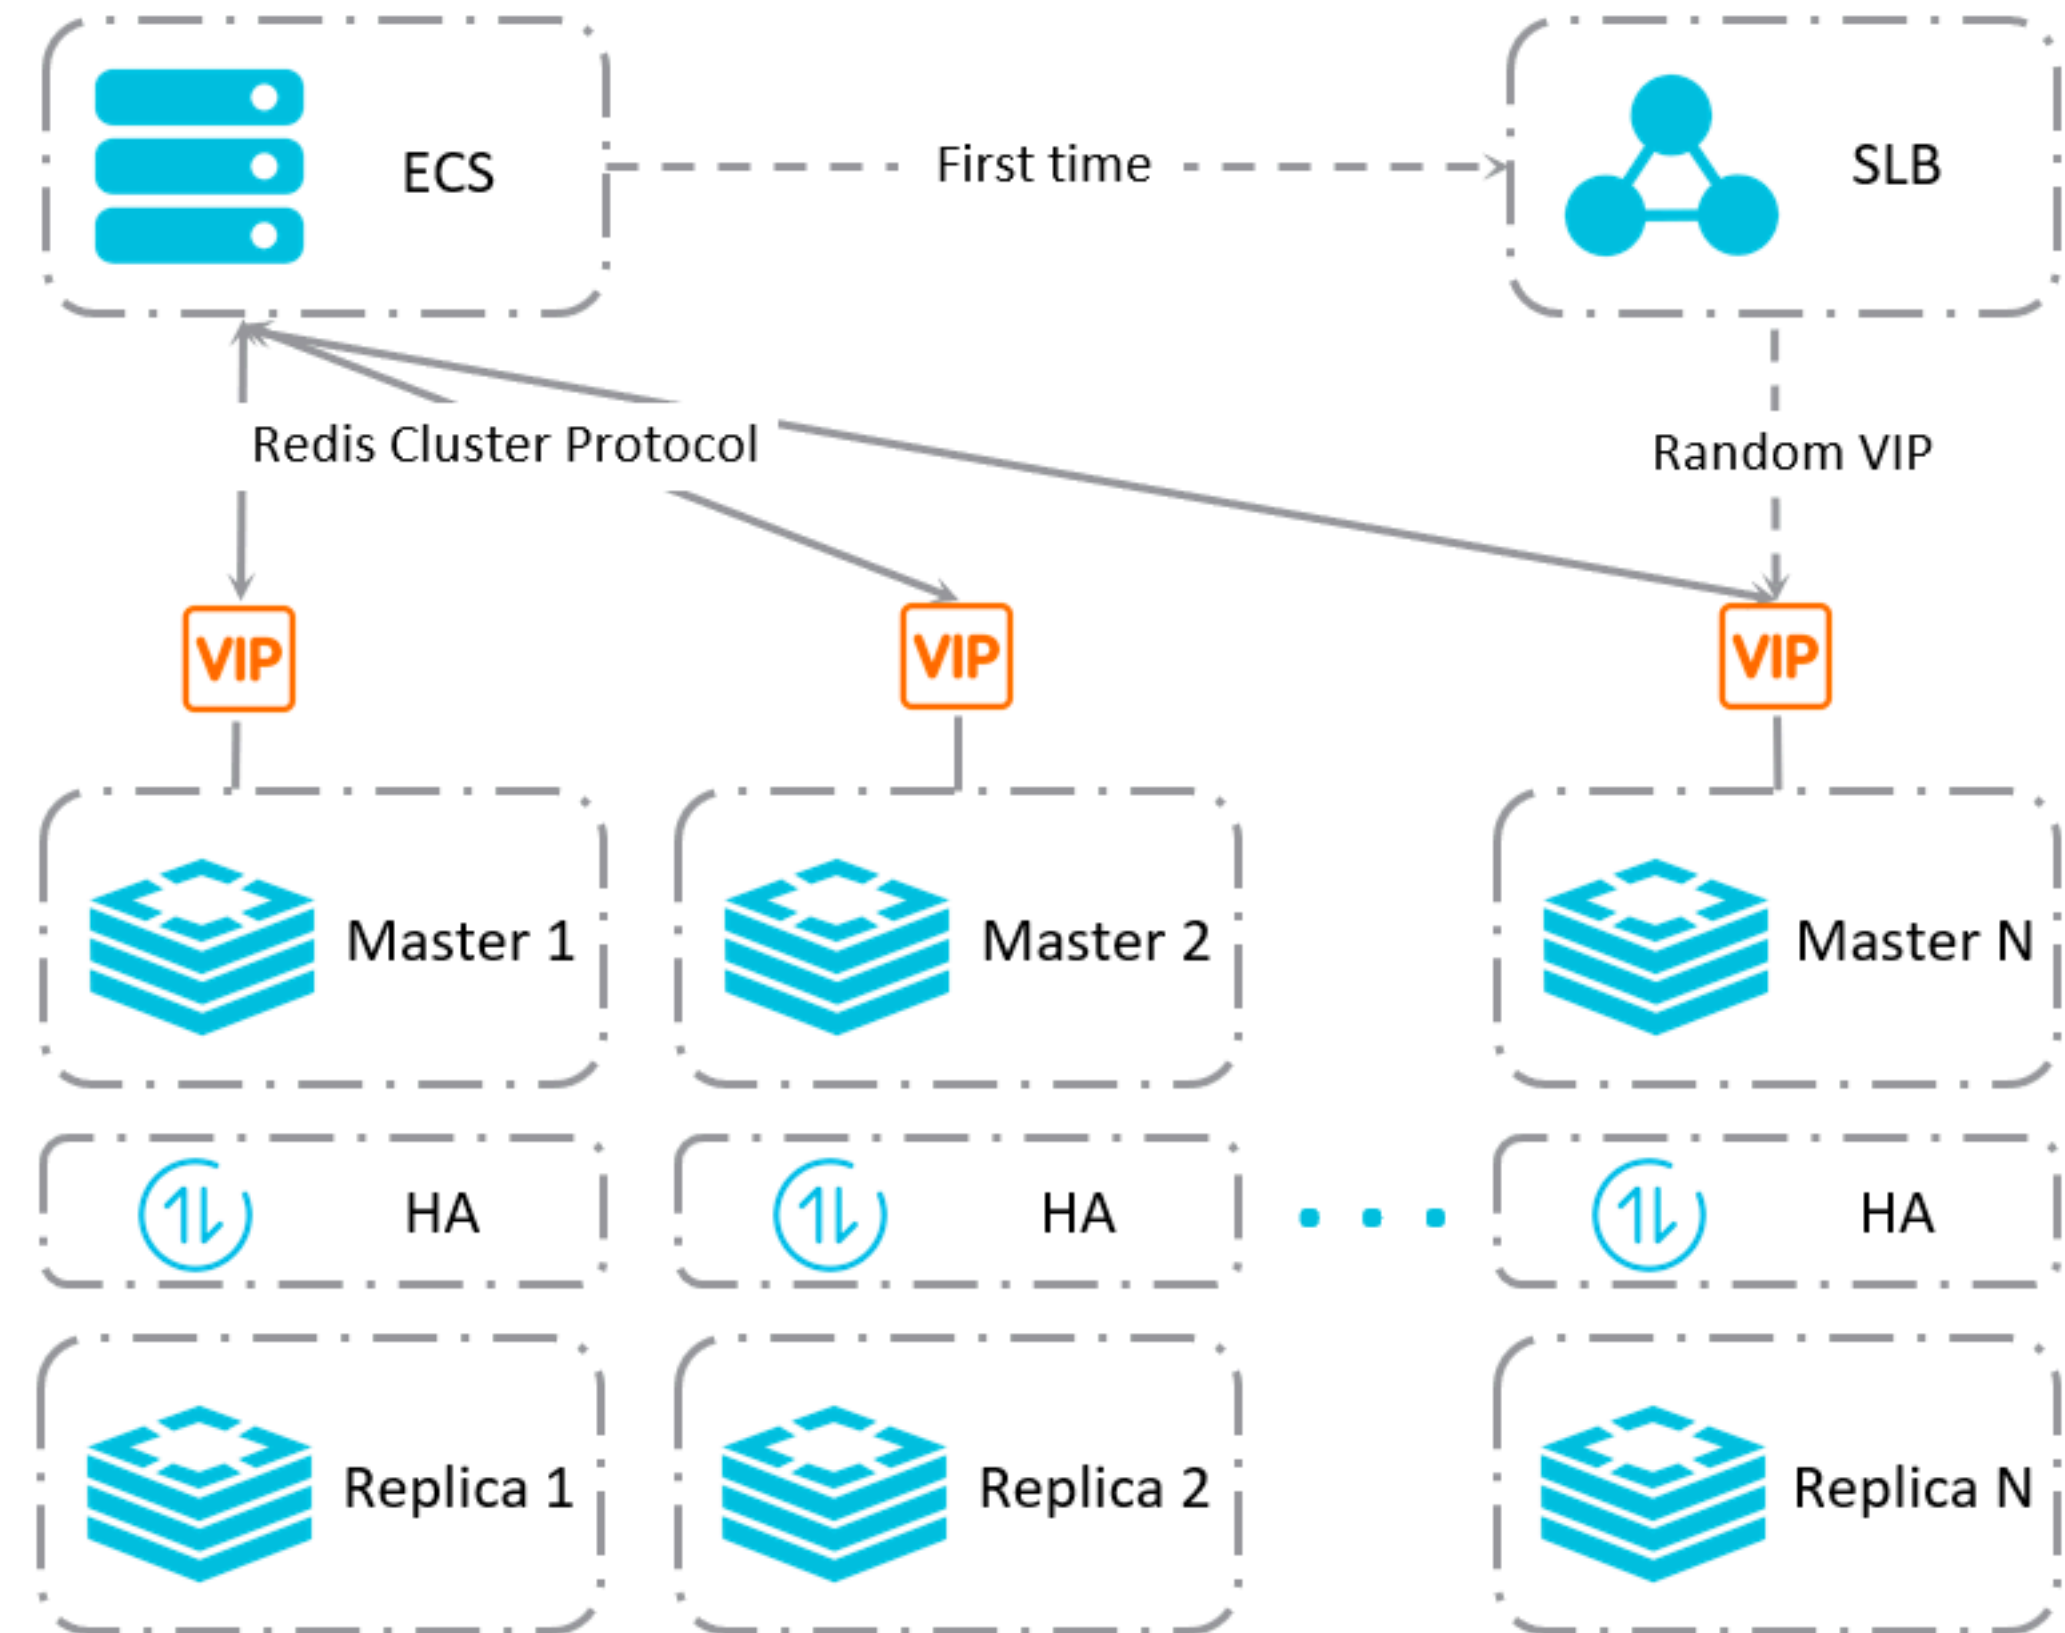 ECS
First time
SLB
Redis Cluster Protocol
Random VIP
VIP
VIP
VIP
Master 1
Master 2
Master N
HA
HA
HA
Replica 1
Replica 2
Replica N